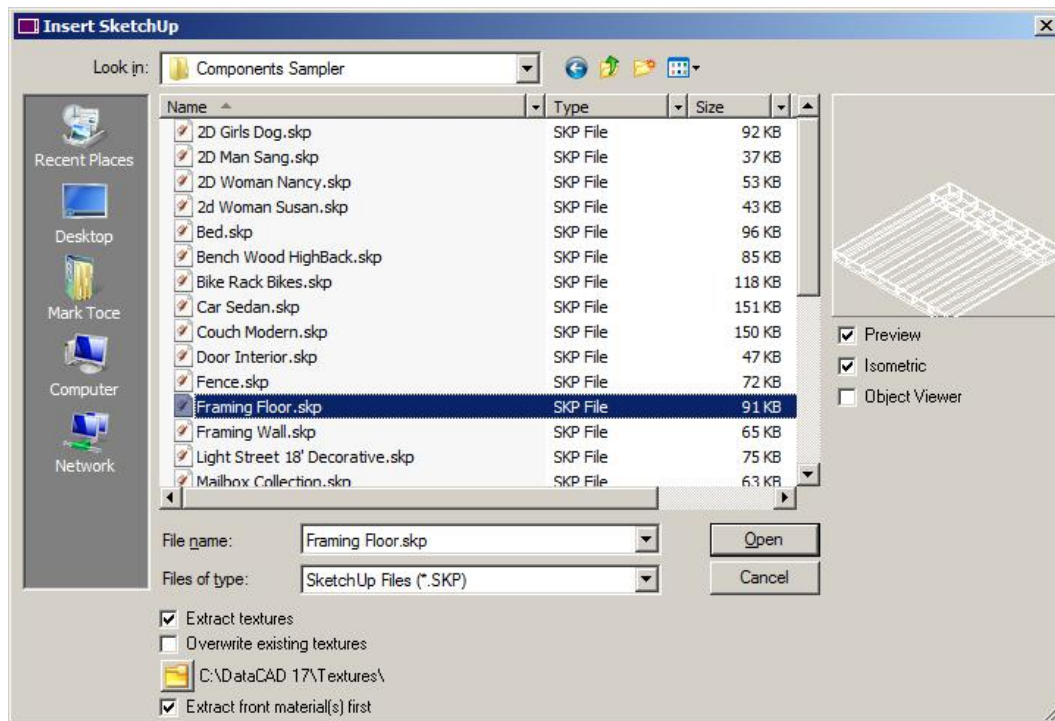 Insert SketchUp
Look in: Components Sampler
Name Type Size
2D Girls Dog.skp SKP File 92 KB
2D Man Sang.skp SKP File 37 KB
2D Woman Nancy.skp SKP File 53 KB
2d Woman Susan.skp SKP File 43 KB
Bed.skp SKP File 96 KB
Bench Wood HighBack.skp SKP File 85 KB
Bike Rack Bikes.skp SKP File 118 KB
Car Sedan.skp SKP File 151 KB
Couch Modern.skp SKP File 150 KB
Door Interior.skp SKP File 47 KB
Fence.skp SKP File 72 KB
Framing Floor.skp SKP File 91 KB
Framing Wall.skp SKP File 65 KB
Light Street 18' Decorative.skp SKP File 75 KB
Mailbox Collection.skp SKP File 63 KB
Recent Places
Desktop
Mark Toce
Computer
Network
Preview
Isometric
Object Viewer
File name: Framing Floor.skp Open
Files of type: SketchUp Files (*.SKP) Cancel
Extract textures
Overwrite existing textures
C:\DataCAD 17\Textures\
Extract front material(s) first